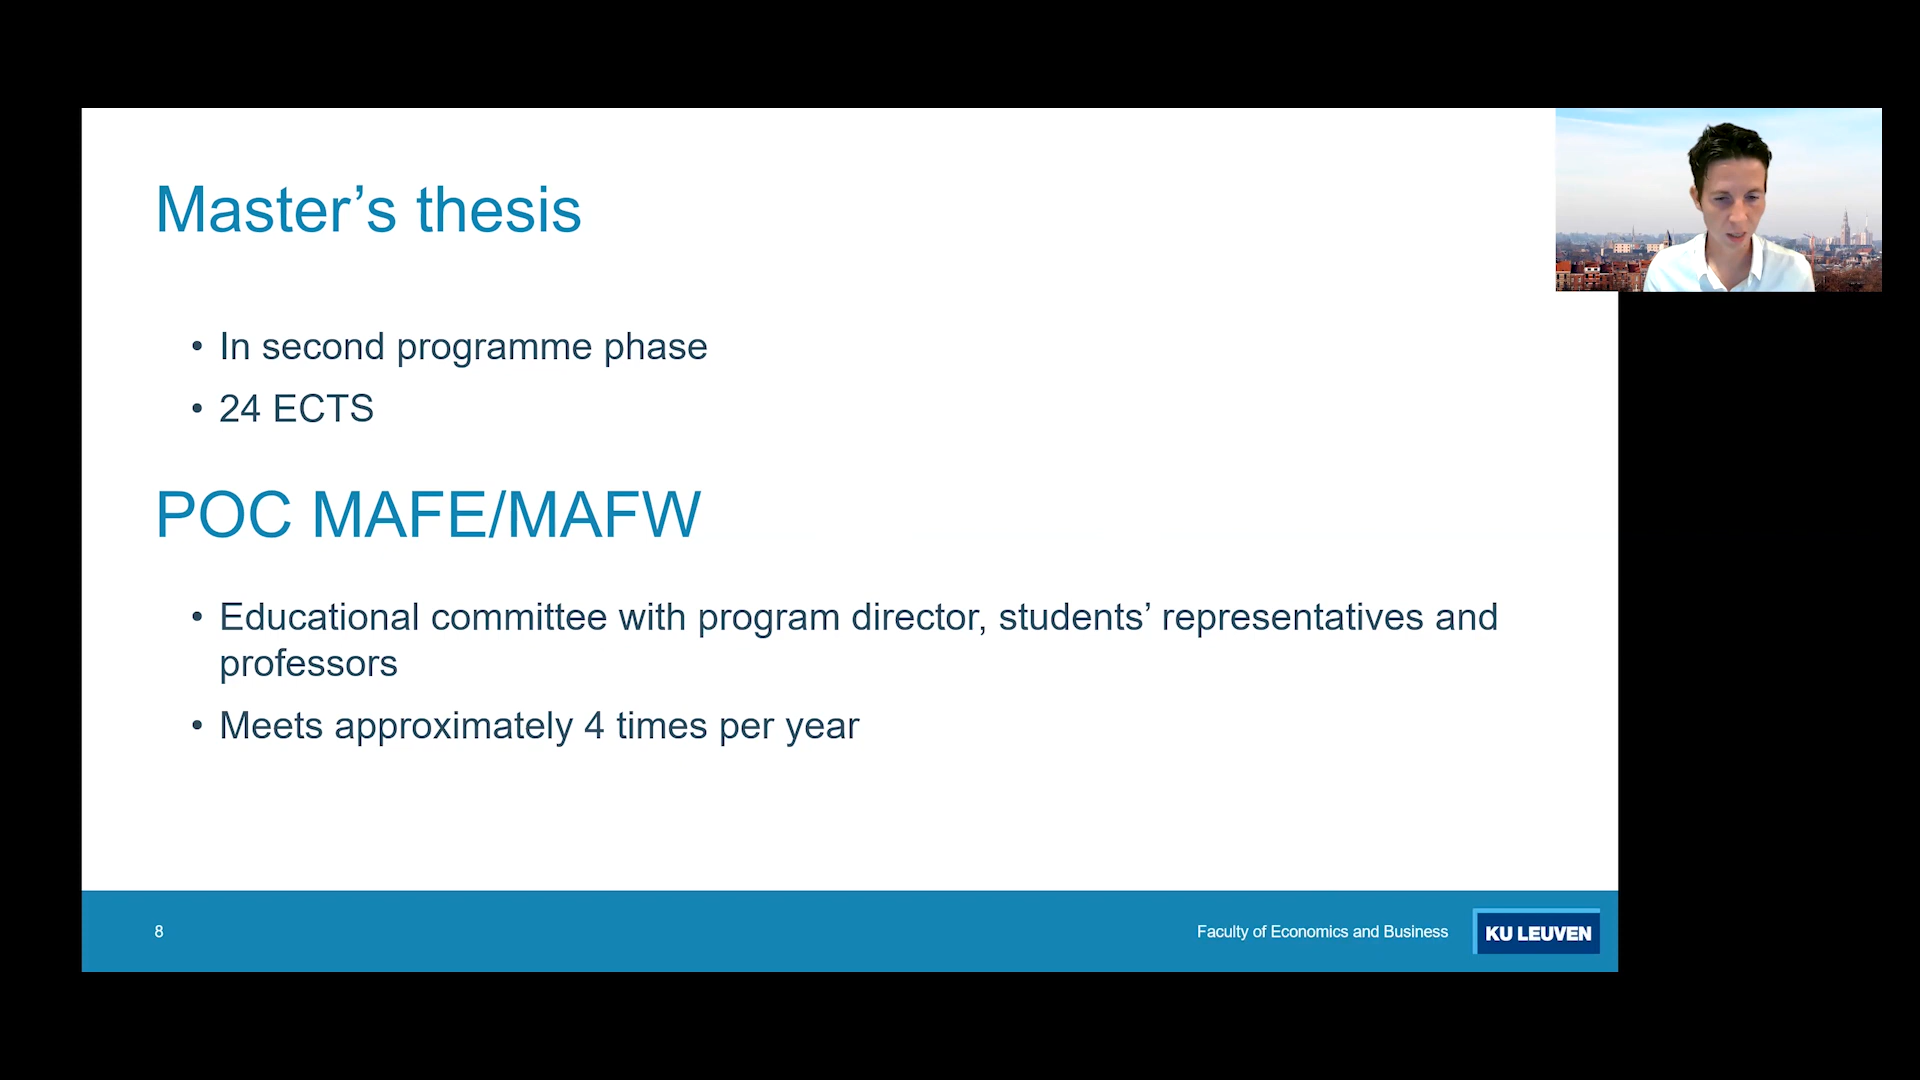 Master’s thesis
• In second programme phase
• 24 ECTS
POC MAFE/MAFW
• Educational committee with program director, students’ representatives and
professors
• Meets approximately 4 times per year
8
Faculty of Economics and Business
KU LEUVEN